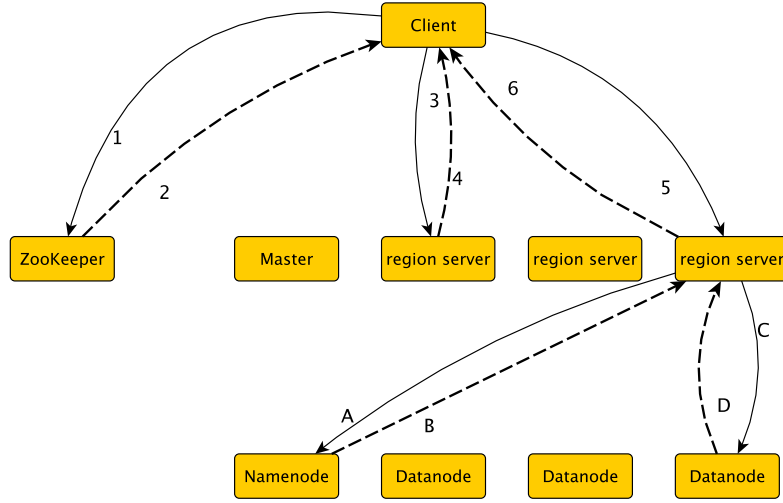 Client
1
2
3
4
5
6
ZooKeeper
Master
region server
region server
region server
A
B
C
D
Namenode
Datanode
Datanode
Datanode